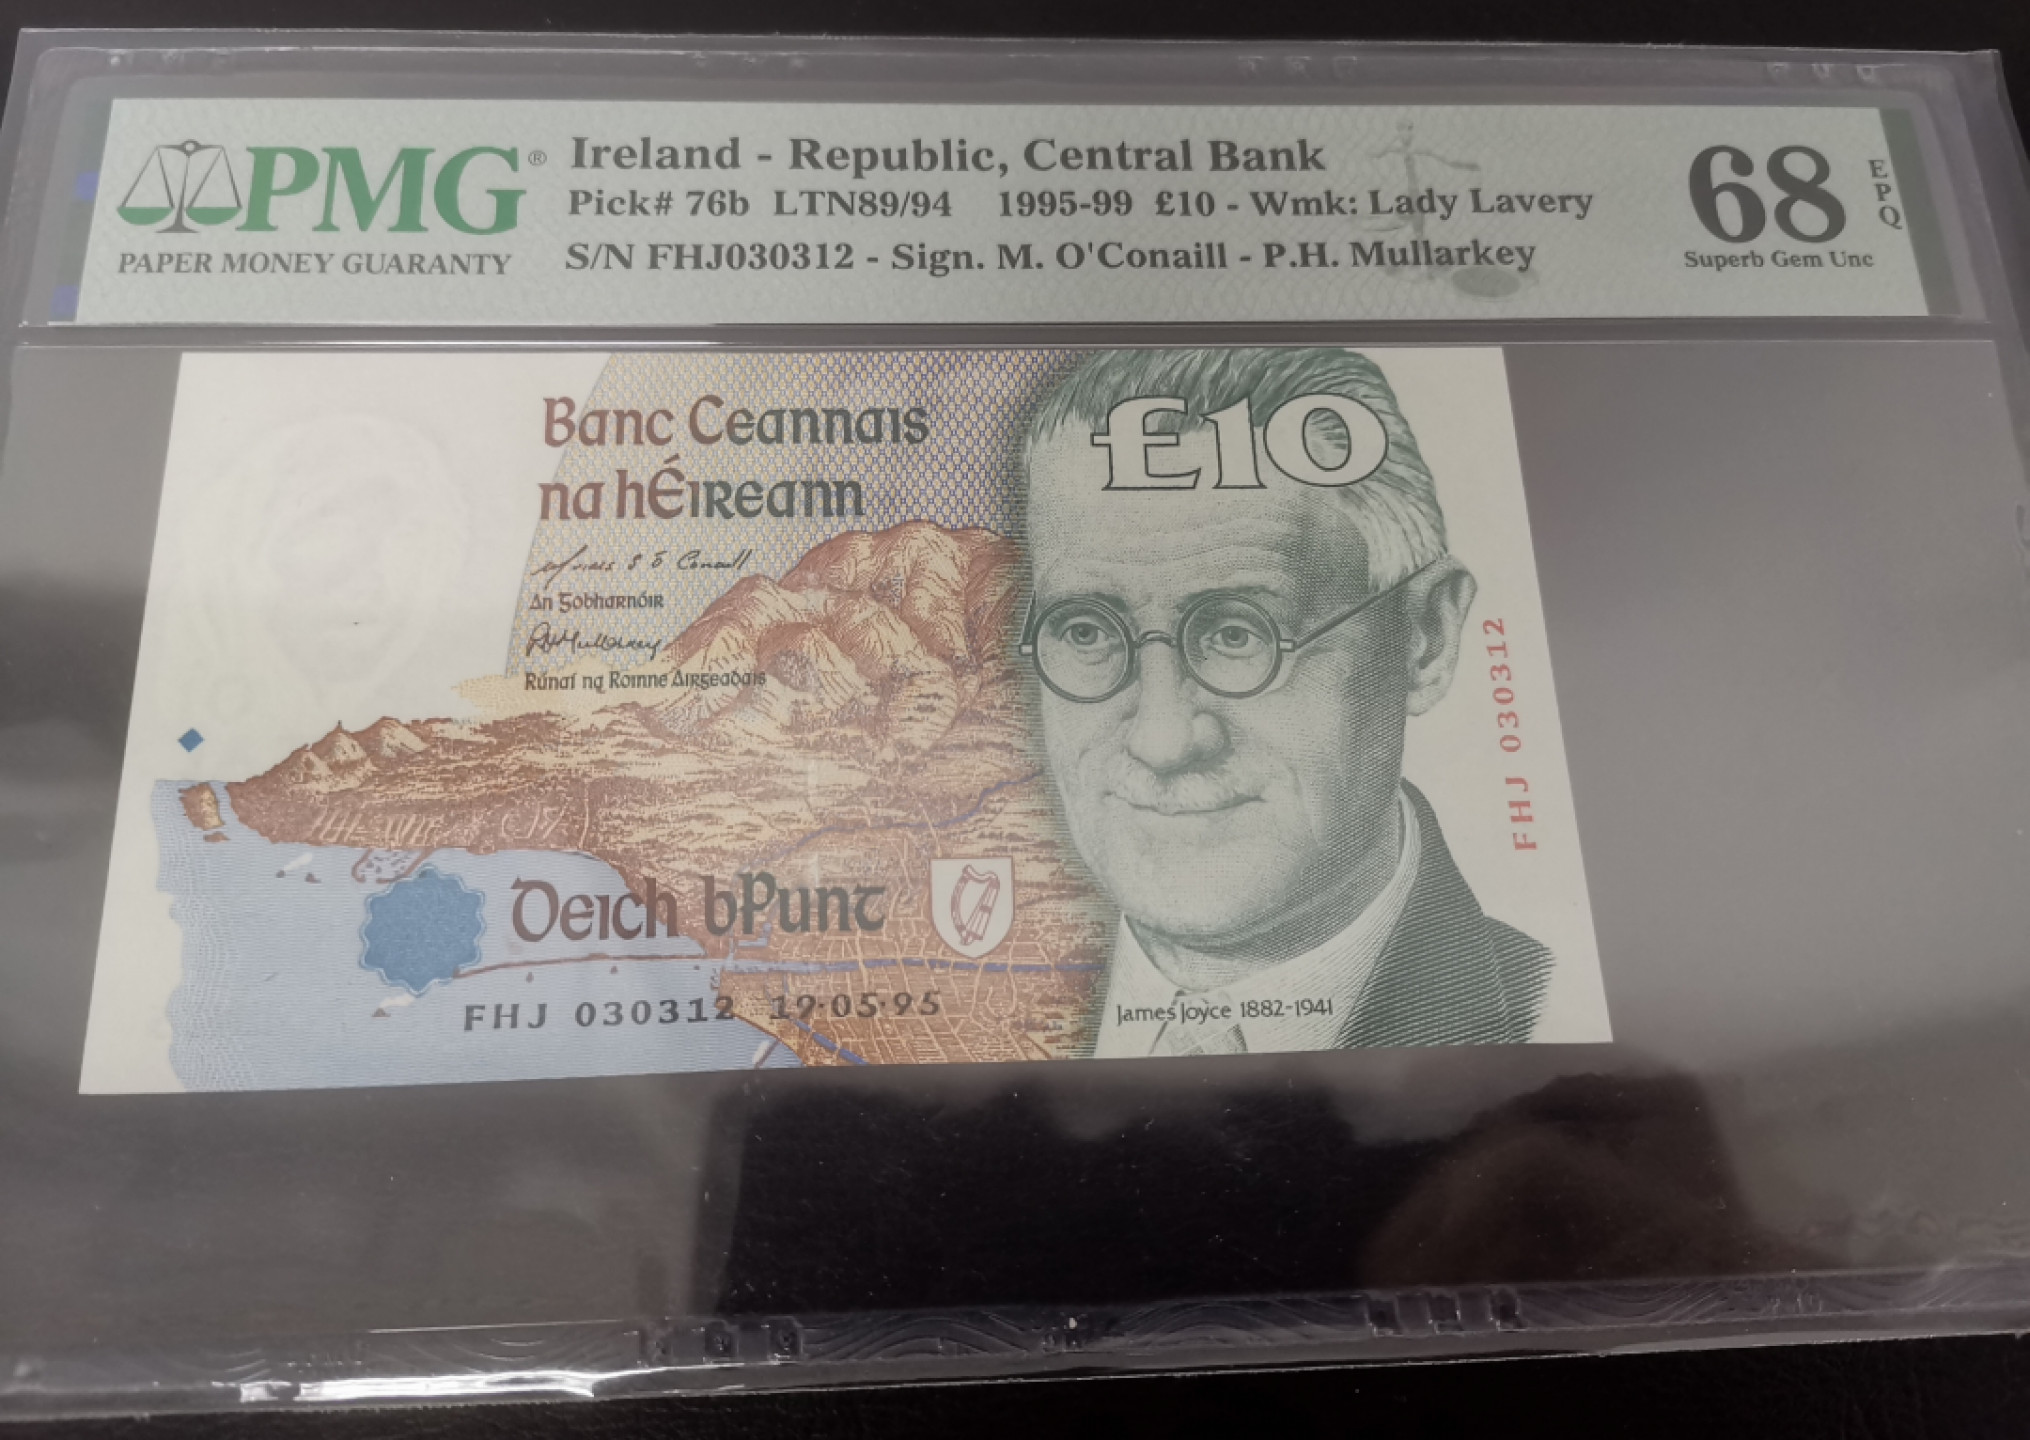 PMG®
PAPER MONEY GUARANTY
Ireland - Republic, Central Bank
Pick# 76b LTN89/94 1995-99 £10 - Wmk: Lady Lavery
S/N FHJ030312 - Sign. M. O'Conaill - P.H. Mullarkey
68
EPQ
Superb Gem Unc
Banc Ceannais
na hÉireann
£10
An Gobharnóir
Rúnaí na Roinne Airgeadais
FHJ 030312
Deich bPunt
FHJ 030312 19·05·95
James Joyce 1882-1941